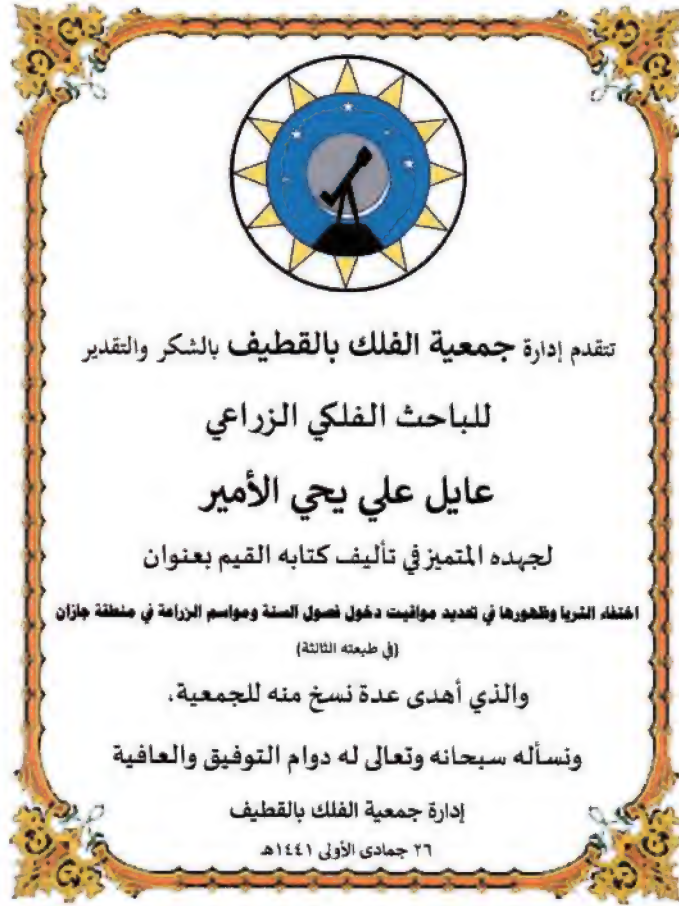 تتقدم إدارة جمعية الفلك بالقطيف بالشكر والتقدير
للباحث الفلكي الزراعي
عايل علي يحي الأمير
لجهده المتميز في تأليف كتابه القيم بعنوان
اختفاء الثريا وظهورها في تحديد مواقيت دخول فصول السنة ومواسم الزراعة في منطقة جازان
(في طبعته الثالثة)
والذي أهدى عدة نسخ منه للجمعية،
ونسأله سبحانه وتعالى له دوام التوفيق والعافية
إدارة جمعية الفلك بالقطيف
٢٦ جمادى الأولى ١٤٤١هـ